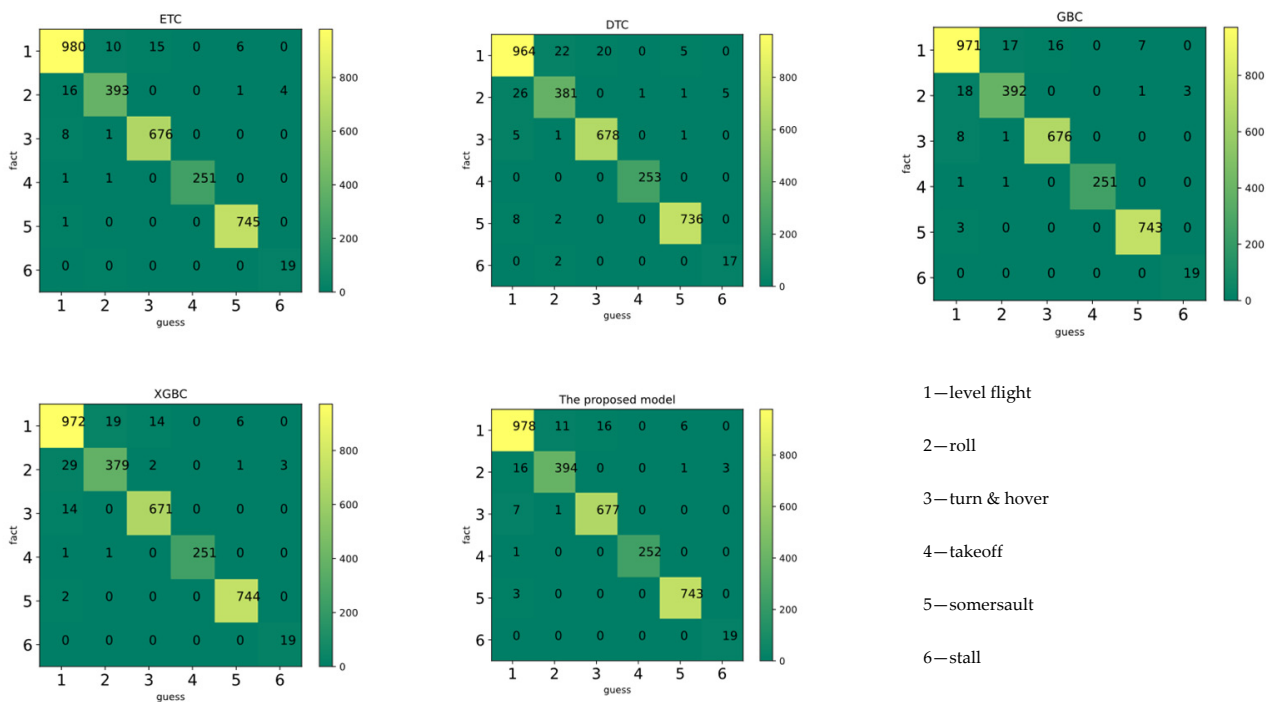 ETC
1 980 10 15 0 6 0
2 16 393 0 0 1 4
3 8 1 676 0 0 0
4 1 1 0 251 0 0
5 1 0 0 0 745 0
6 0 0 0 0 0 19
1 2 3 4 5 6
guess
fact
800
600
400
200
0
DTC
1 964 22 20 0 5 0
2 26 381 0 1 1 5
3 5 1 678 0 1 0
4 0 0 0 253 0 0
5 8 2 0 0 736 0
6 0 2 0 0 0 17
1 2 3 4 5 6
guess
fact
800
600
400
200
0
GBC
1 971 17 16 0 7 0
2 18 392 0 0 1 3
3 8 1 676 0 0 0
4 1 1 0 251 0 0
5 3 0 0 0 743 0
6 0 0 0 0 0 19
1 2 3 4 5 6
guess
fact
800
600
400
200
0
XGBC
1 972 19 14 0 6 0
2 29 379 2 0 1 3
3 14 0 671 0 0 0
4 1 1 0 251 0 0
5 2 0 0 0 744 0
6 0 0 0 0 0 19
1 2 3 4 5 6
guess
fact
800
600
400
200
0
The proposed model
1 978 11 16 0 6 0
2 16 394 0 0 1 3
3 7 1 677 0 0 0
4 1 0 0 252 0 0
5 3 0 0 0 743 0
6 0 0 0 0 0 19
1 2 3 4 5 6
guess
fact
800
600
400
200
0
1—level flight
2—roll
3—turn & hover
4—takeoff
5—somersault
6—stall